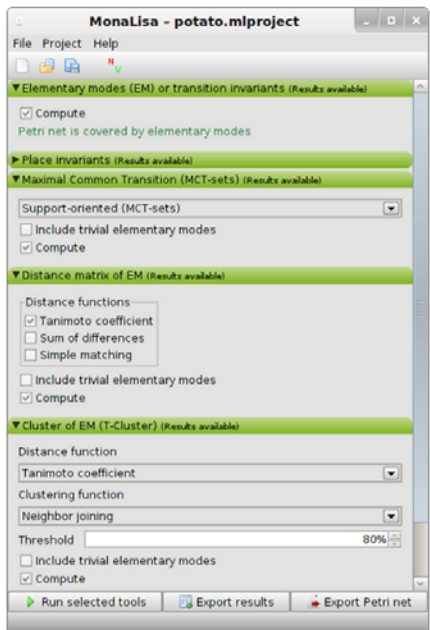 MonaLisa – potato.mlproject
File Project Help
N
V
Elementary modes (EM) or transition invariants (Results available)
Compute
Petri net is covered by elementary modes
Place invariants (Results available)
Maximal Common Transition (MCT-sets) (Results available)
Support-oriented (MCT-sets)
Include trivial elementary modes
Compute
Distance matrix of EM (Results available)
Distance functions
Tanimoto coefficient
Sum of differences
Simple matching
Include trivial elementary modes
Compute
Cluster of EM (T-Cluster) (Results available)
Distance function
Tanimoto coefficient
Clustering function
Neighbor joining
Threshold 80%
Include trivial elementary modes
Compute
Run selected tools Export results Export Petri net